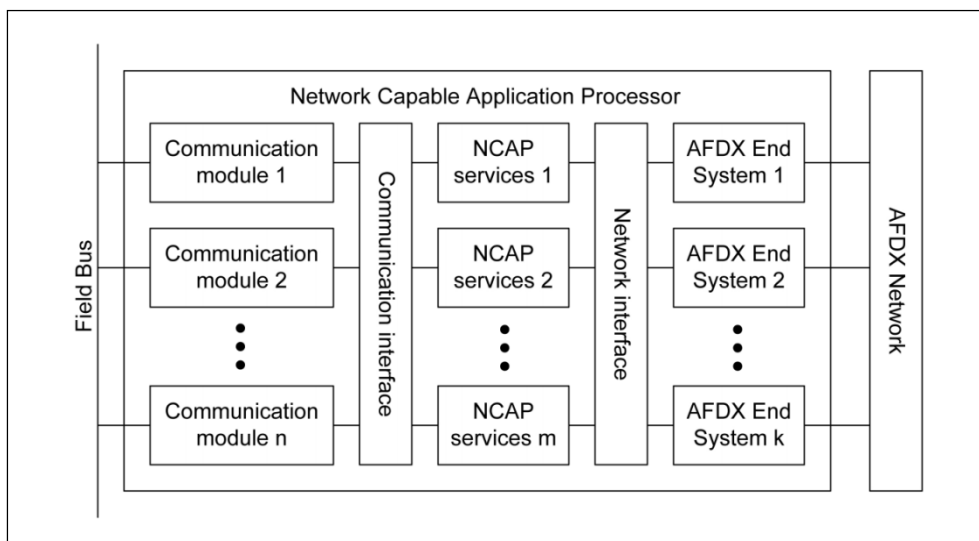 Network Capable Application Processor
Field Bus
Communication
module 1
Communication
module 2
Communication
module n
Communication interface
NCAP
services 1
NCAP
services 2
NCAP
services m
Network interface
AFDX End
System 1
AFDX End
System 2
AFDX End
System k
AFDX Network